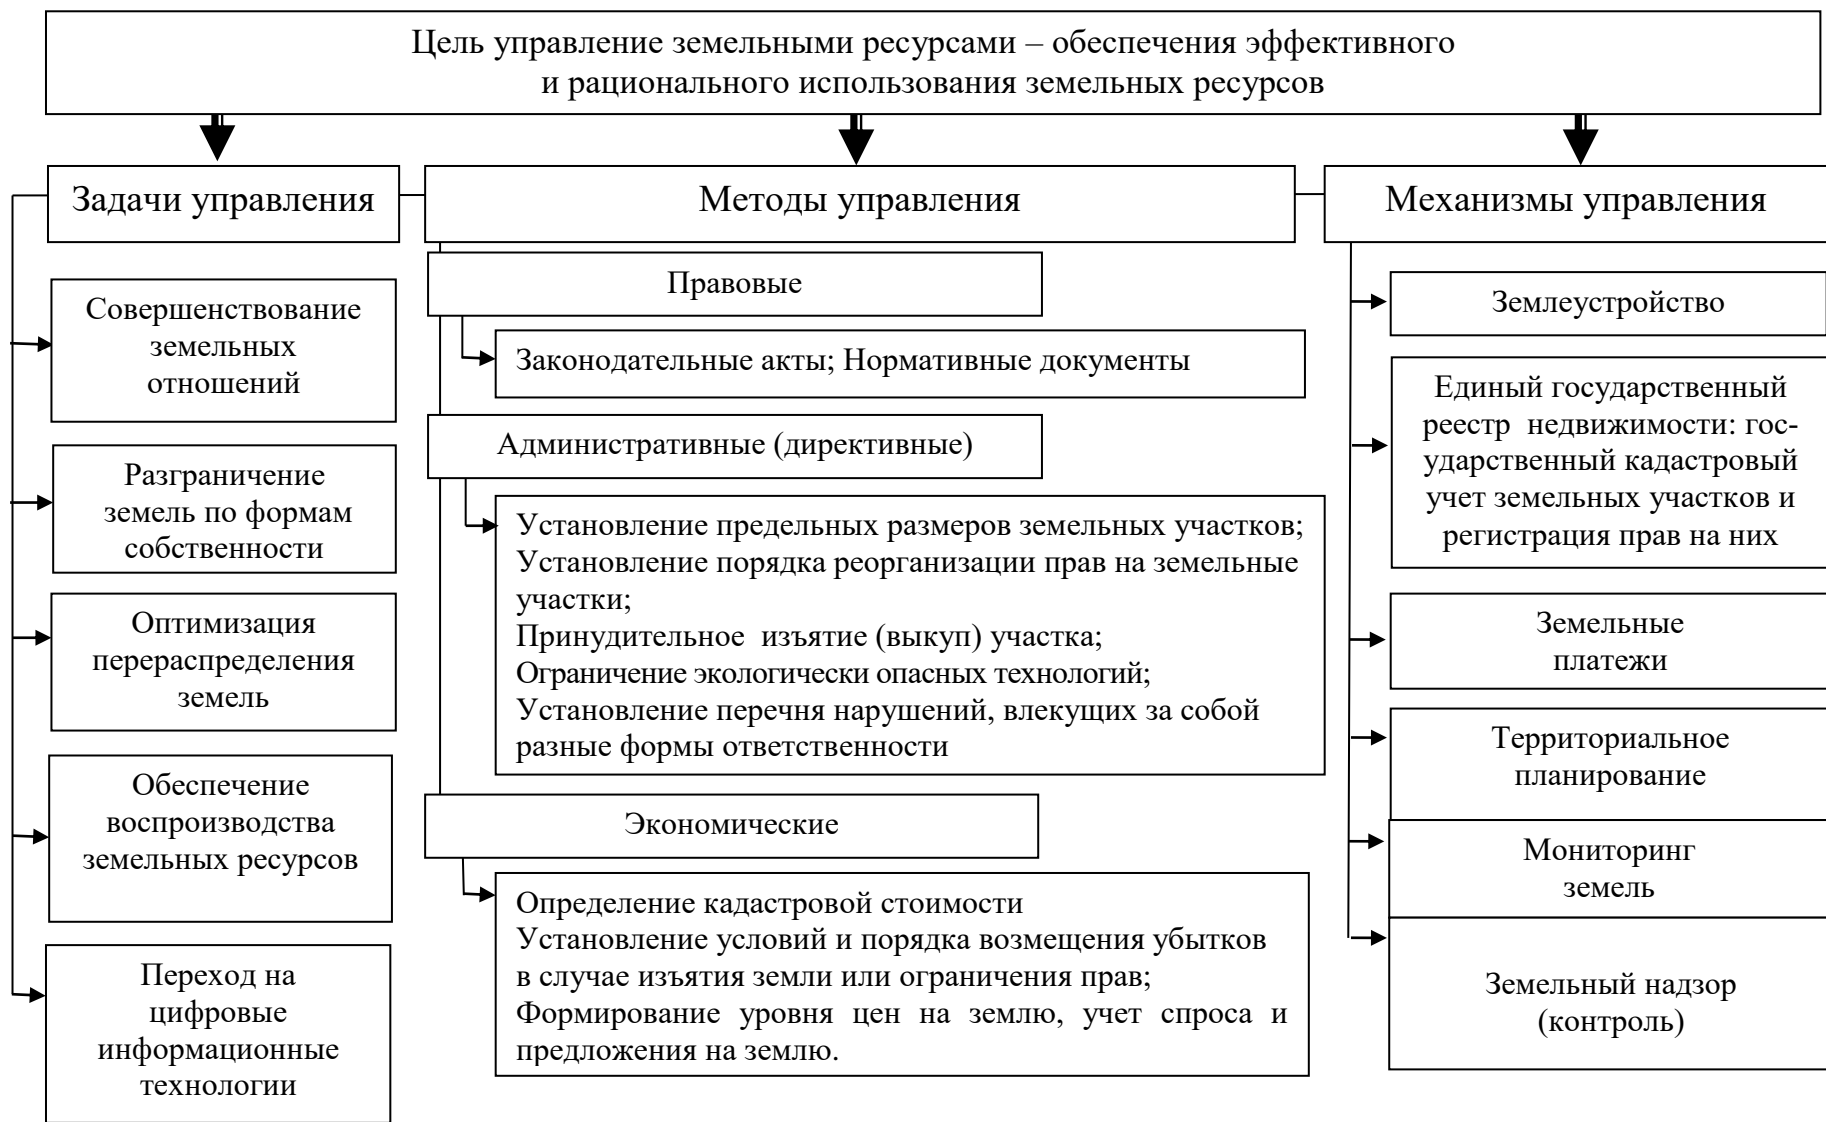 Цель управление земельными ресурсами – обеспечения эффективного
и рационального использования земельных ресурсов
Задачи управления
Совершенствование
земельных
отношений
Разграничение
земель по формам
собственности
Оптимизация
перераспределения
земель
Обеспечение
воспроизводства
земельных ресурсов
Переход на
цифровые
информационные
технологии
Методы управления
Правовые
Законодательные акты; Нормативные документы
Административные (директивные)
Установление предельных размеров земельных участков;
Установление порядка реорганизации прав на земельные
участки;
Принудительное изъятие (выкуп) участка;
Ограничение экологически опасных технологий;
Установление перечня нарушений, влекущих за собой
разные формы ответственности
Экономические
Определение кадастровой стоимости
Установление условий и порядка возмещения убытков
в случае изъятия земли или ограничения прав;
Формирование уровня цен на землю, учет спроса и
предложения на землю.
Механизмы управления
Землеустройство
Единый государственный
реестр недвижимости: гос-
ударственный кадастровый
учет земельных участков и
регистрация прав на них
Земельные
платежи
Территориальное
планирование
Мониторинг
земель
Земельный надзор
(контроль)